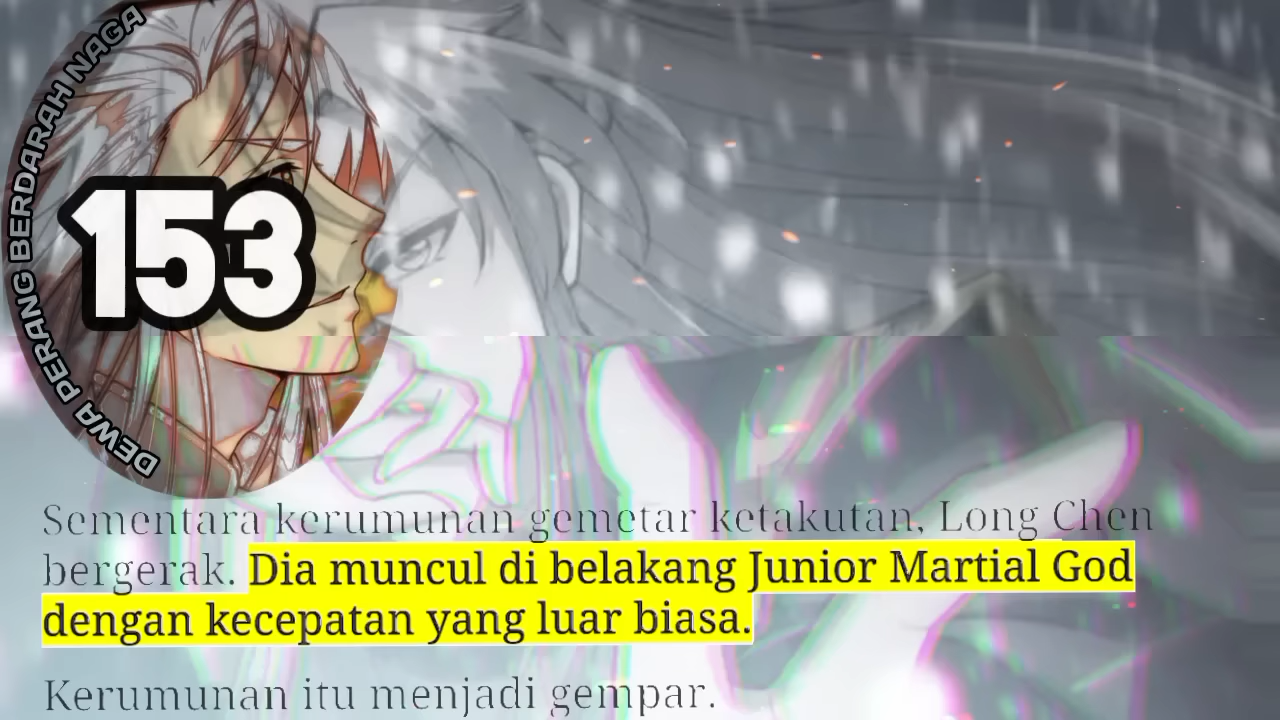 DEWA PERANG BERDARAH NAGA
153
Sementara kerumunan gemetar ketakutan, Long Chen
bergerak. Dia muncul di belakang Junior Martial God
dengan kecepatan yang luar biasa.
Kerumunan itu menjadi gempar.